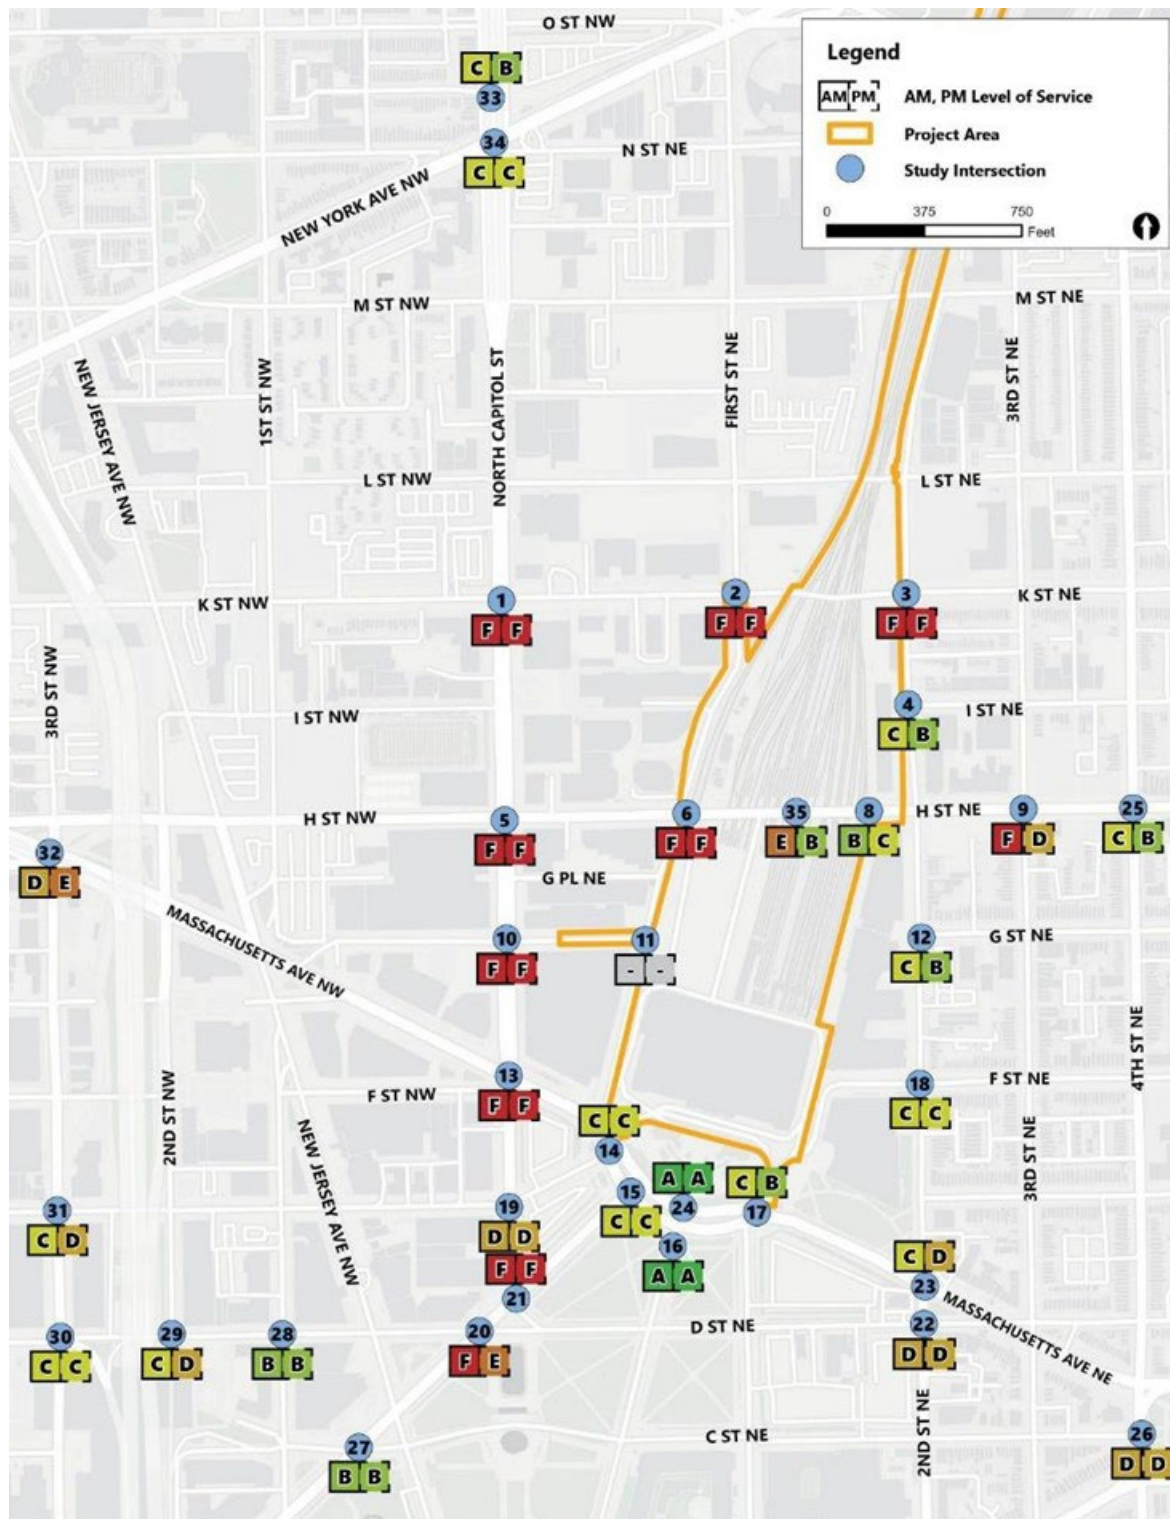 O ST NW
Legend
AM PM AM, PM Level of Service
Project Area
Study Intersection
0 375 750
Feet
C B
33
34
C C
N ST NE
NEW YORK AVE NW
M ST NW
M ST NE
NEW JERSEY AVE NW
1ST ST NW
NORTH CAPITOL ST
FIRST ST NE
3RD ST NE
L ST NW
L ST NE
K ST NW
1
F F
2
F F
3
F F
K ST NE
3RD ST NW
I ST NW
4
C B
I ST NE
H ST NW
5
F F
6
F F
35
E B
8
B C
H ST NE
9
F D
25
C B
32
D E
G PL NE
MASSACHUSETTS AVE NW
10
F F
11
- -
12
C B
G ST NE
4TH ST NE
2ND ST NW
F ST NW
13
F F
C C
14
18
C C
F ST NE
NEW JERSEY AVE NW
3RD ST NE
A A
24
C B
17
15
C C
16
A A
31
C D
19
D D
F F
21
C D
23
MASSACHUSETTS AVE NE
30
C C
29
C D
28
B B
20
F E
D ST NE
22
D D
2ND ST NE
C ST NE
27
B B
26
D D